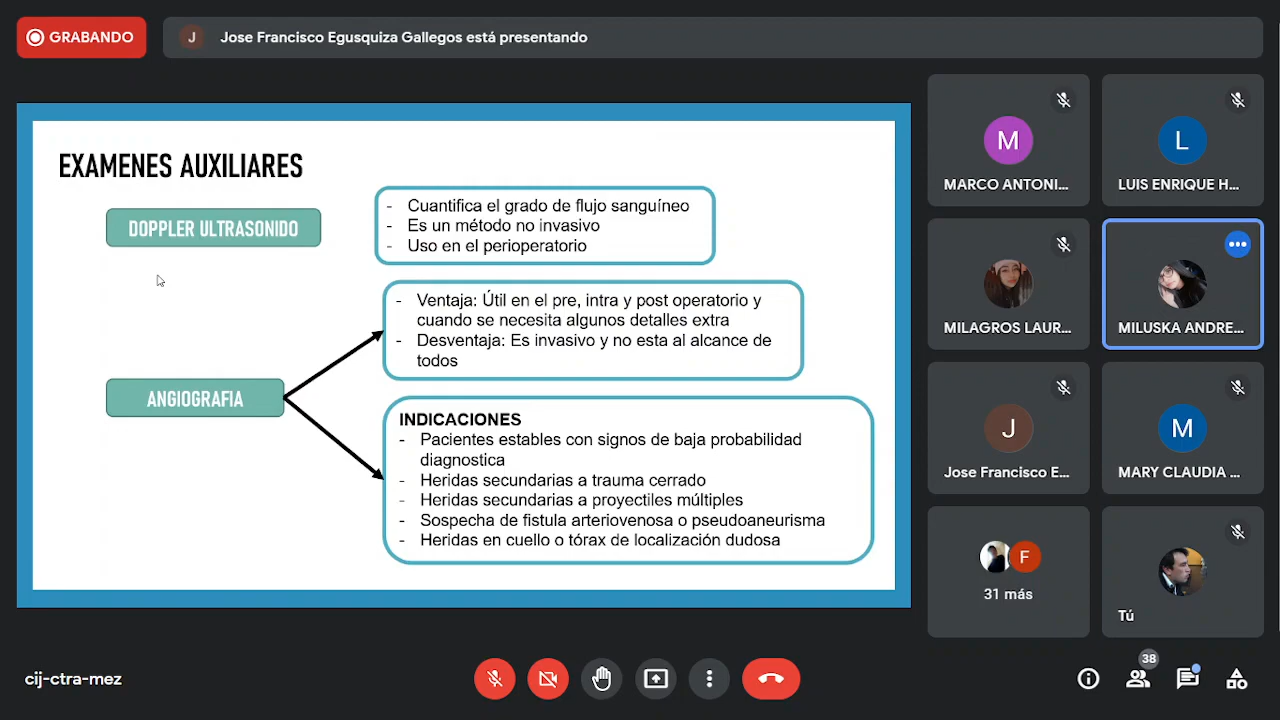 GRABANDO
J
Jose Francisco Egusquiza Gallegos está presentando
EXAMENES AUXILIARES
DOPPLER ULTRASONIDO
- Cuantifica el grado de flujo sanguíneo
- Es un método no invasivo
- Uso en el perioperatorio
- Ventaja: Útil en el pre, intra y post operatorio y
cuando se necesita algunos detalles extra
- Desventaja: Es invasivo y no esta al alcance de
todos
ANGIOGRAFIA
INDICACIONES
- Pacientes estables con signos de baja probabilidad
diagnostica
- Heridas secundarias a trauma cerrado
- Heridas secundarias a proyectiles múltiples
- Sospecha de fistula arteriovenosa o pseudoaneurisma
- Heridas en cuello o tórax de localización dudosa
M
MARCO ANTONI...
L
LUIS ENRIQUE H...
MILAGROS LAUR...
MILUSKA ANDRE...
J
Jose Francisco E...
M
MARY CLAUDIA ...
F
31 más
Tú
cij-ctra-mez
38